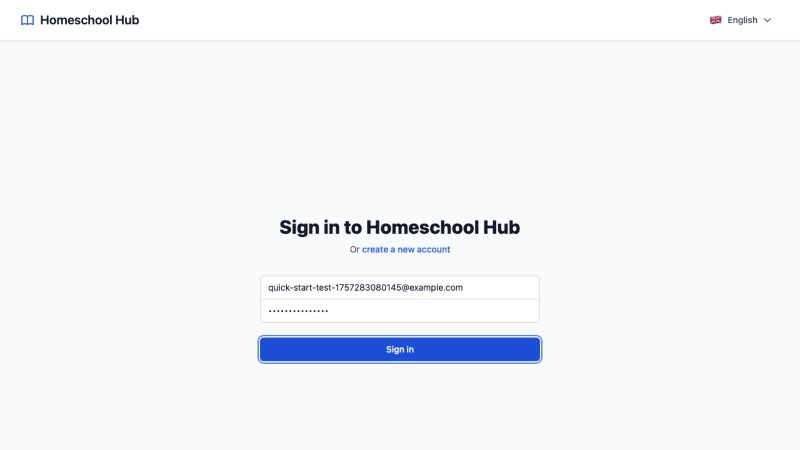 Homeschool Hub
English
Sign in to Homeschool Hub
Or create a new account
quick-start-test-1757283080145@example.com
•••••••••••••••
Sign in